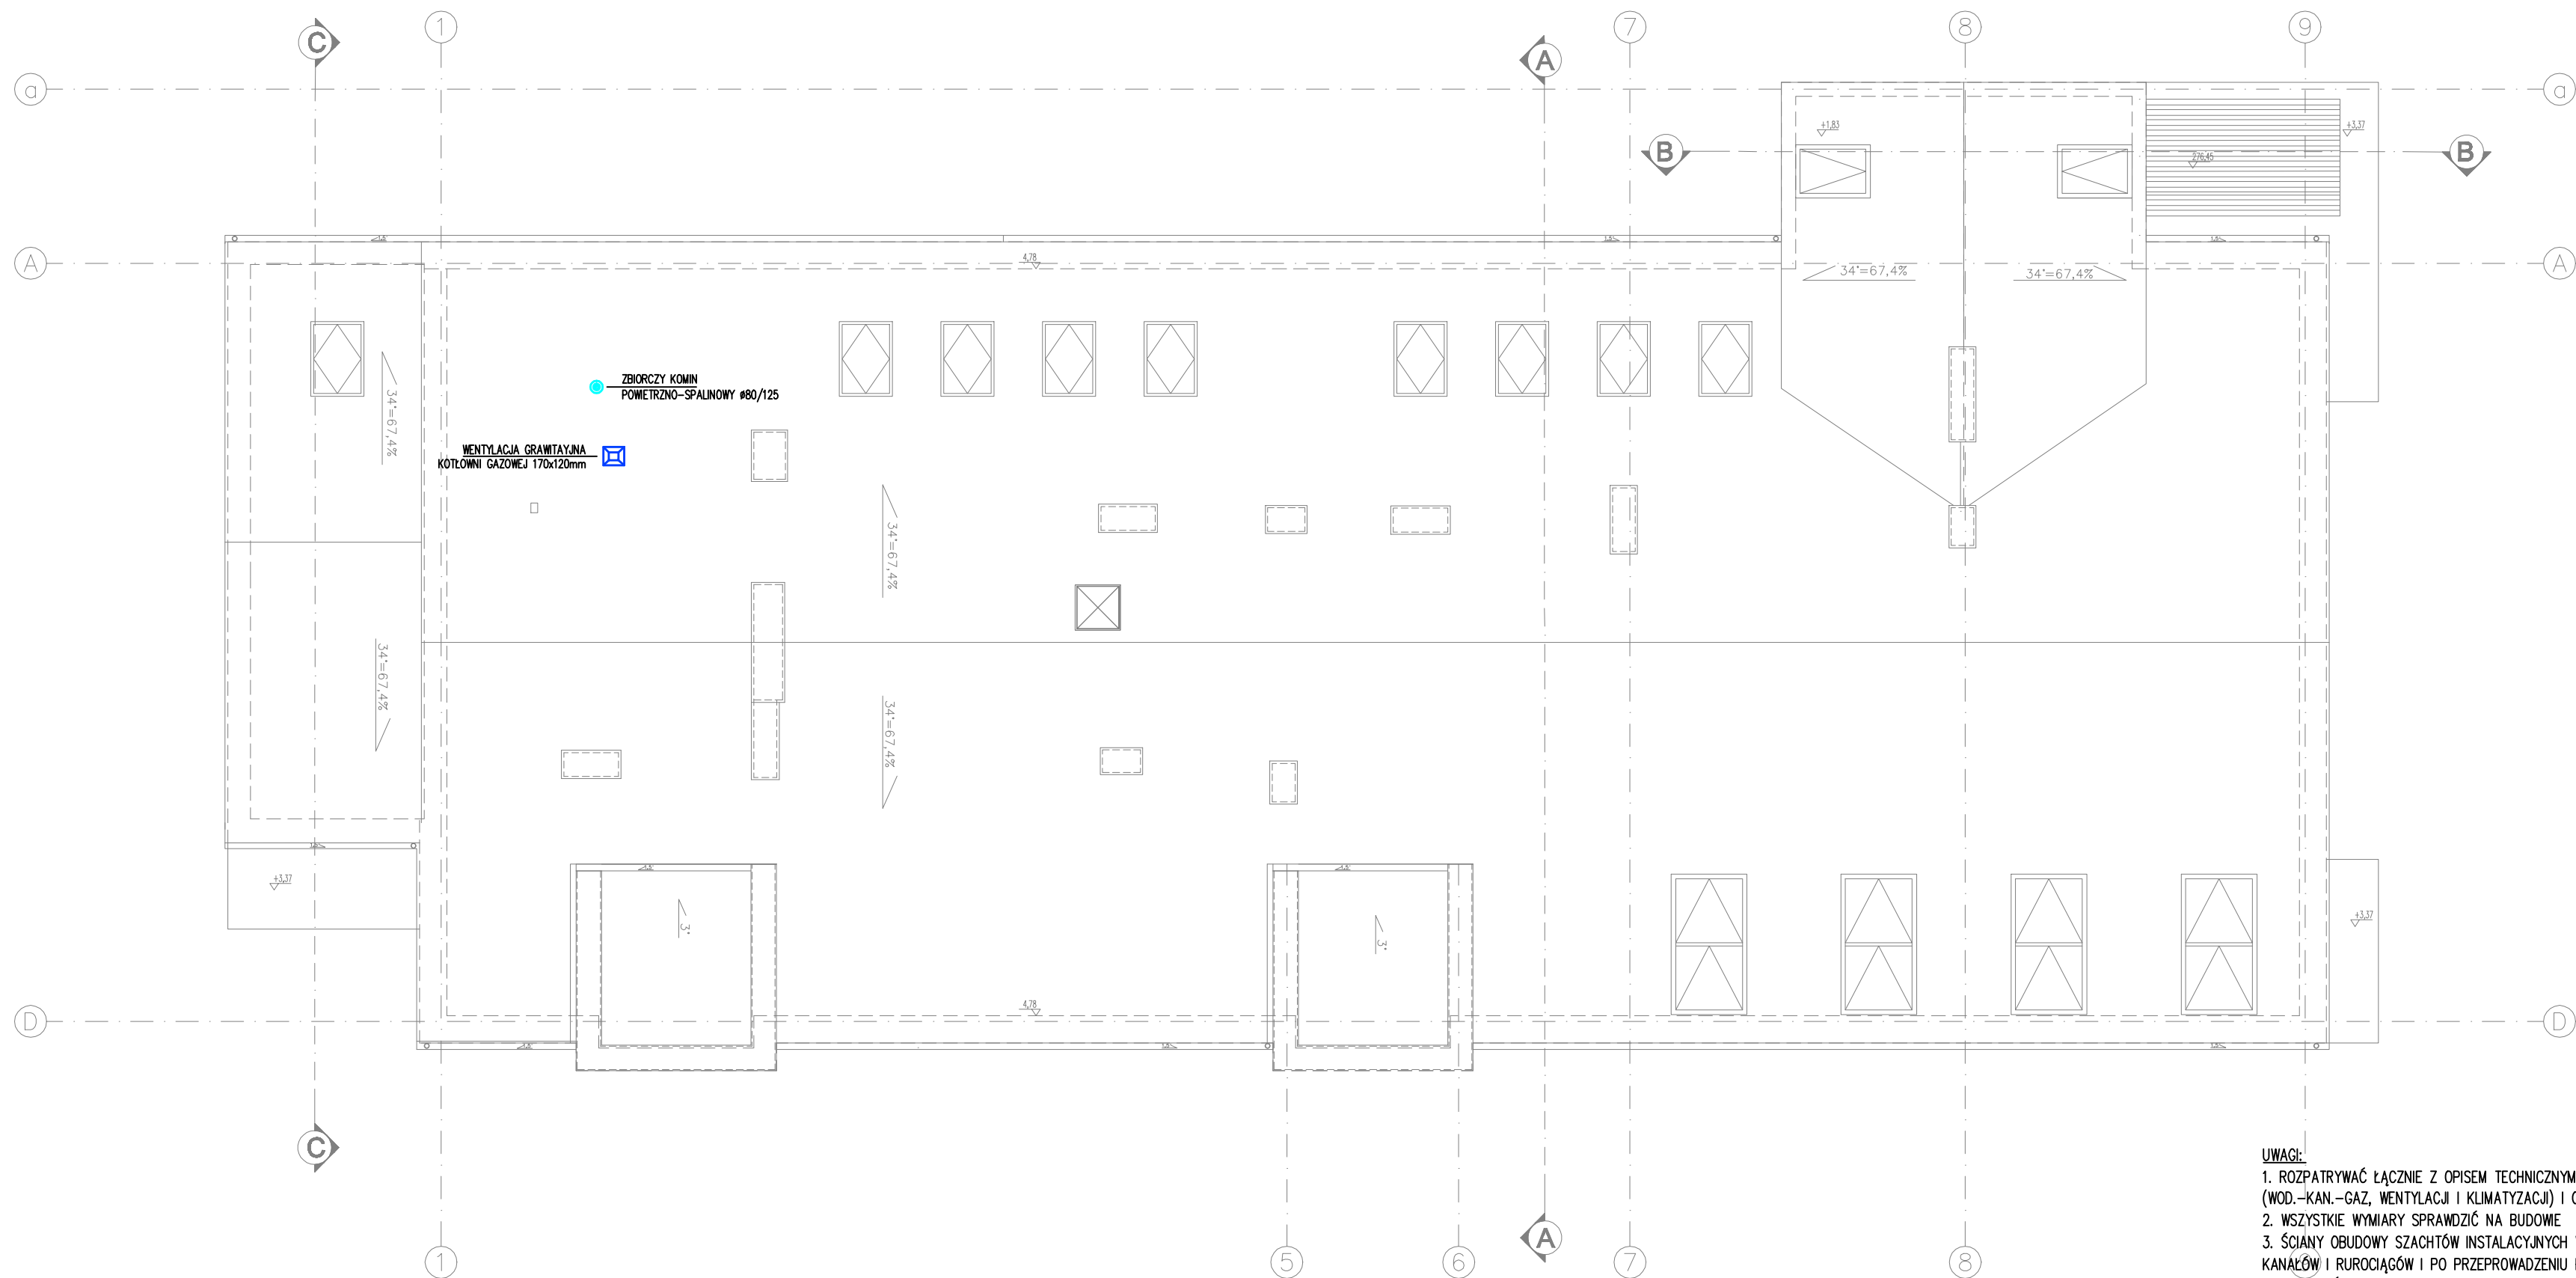 C
1
A
7
8
9
a
a
+1,83
+3,37
B
276,45
B
A
A
4,78
34°=67,4%
34°=67,4%
ZBIORCZY KOMIN
POWIETRZNO-SPALINOWY ø80/125
34°=67,4%
WENTYLACJA GRAWITAYJNA
KOTŁOWNI GAZOWEJ 170x120mm
34°=67,4%
34°=67,4%
34°=67,4%
+3,37
3°
3°
+3,37
4,78
D
D
C
UWAGI:
1. ROZPATRYWAĆ ŁĄCZNIE Z OPISEM TECHNICZNYM
(WOD.-KAN.-GAZ, WENTYLACJI I KLIMATYZACJI) I
2. WSZYSTKIE WYMIARY SPRAWDZIĆ NA BUDOWIE
3. ŚCIANY OBUDOWY SZACHTÓW INSTALACYJNYCH
KANAŁÓW I RUROCIĄGÓW I PO PRZEPROWADZENIU
1
5
6
A
7
8
9